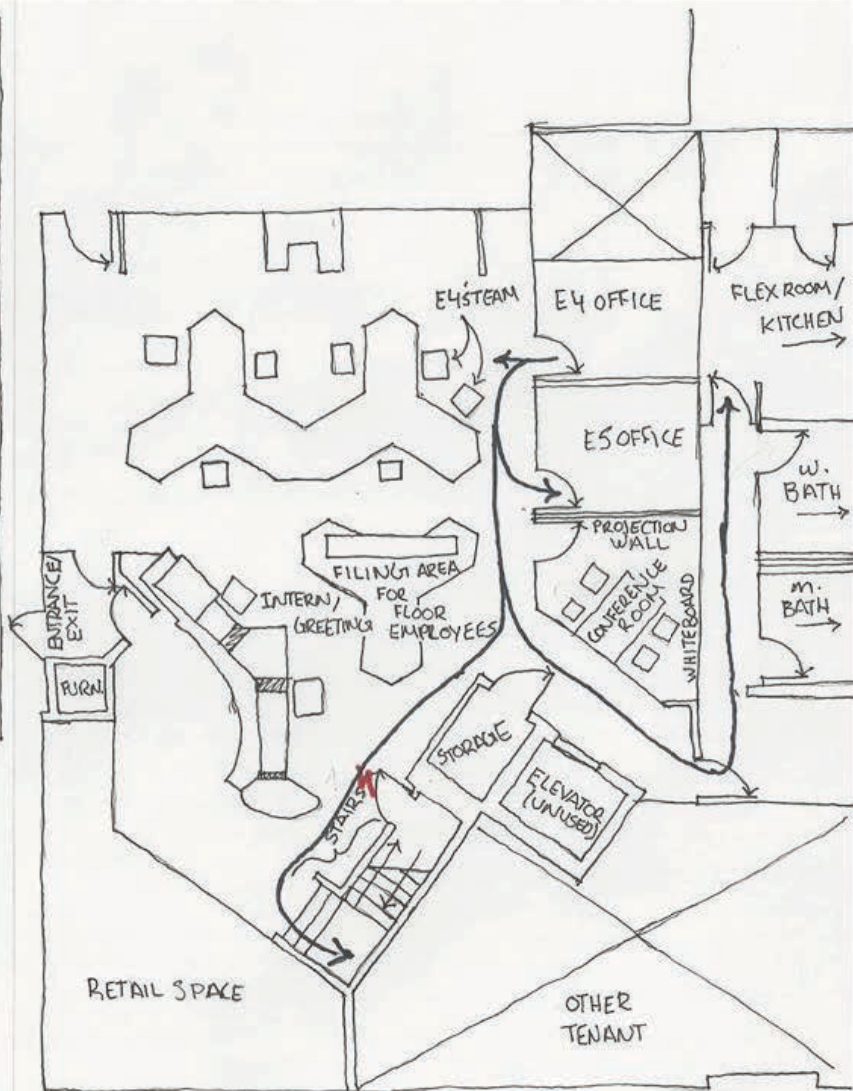 E4'S TEAM
E4 OFFICE
FLEX ROOM/
KITCHEN
E5 OFFICE
W.
BATH
PROJECTION
WALL
CONFERENCE
ROOM
WHITEBOARD
M.
BATH
ENTRANCE/
EXIT
FURN.
INTERN/
GREETING
FILING AREA
FOR
FLOOR
EMPLOYEES
STORAGE
ELEVATOR
(UNUSED)
STAIRS
RETAIL SPACE
OTHER
TENANT